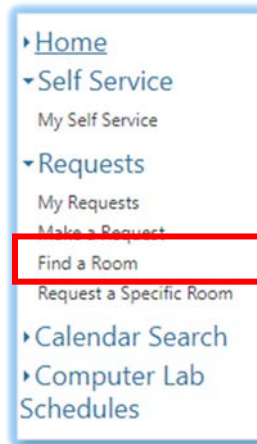 Home
Self Service
My Self Service
Requests
My Requests
Make a Request
Find a Room
Request a Specific Room
Calendar Search
Computer Lab
Schedules